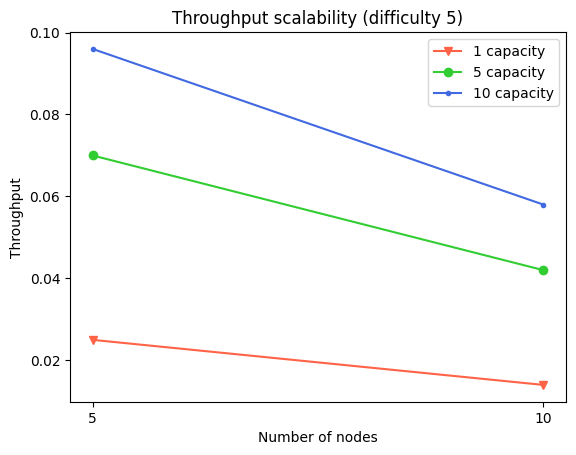 Throughput scalability (difficulty 5)
0.10
0.08
0.06
0.04
0.02
Throughput
1 capacity
5 capacity
10 capacity
5
10
Number of nodes